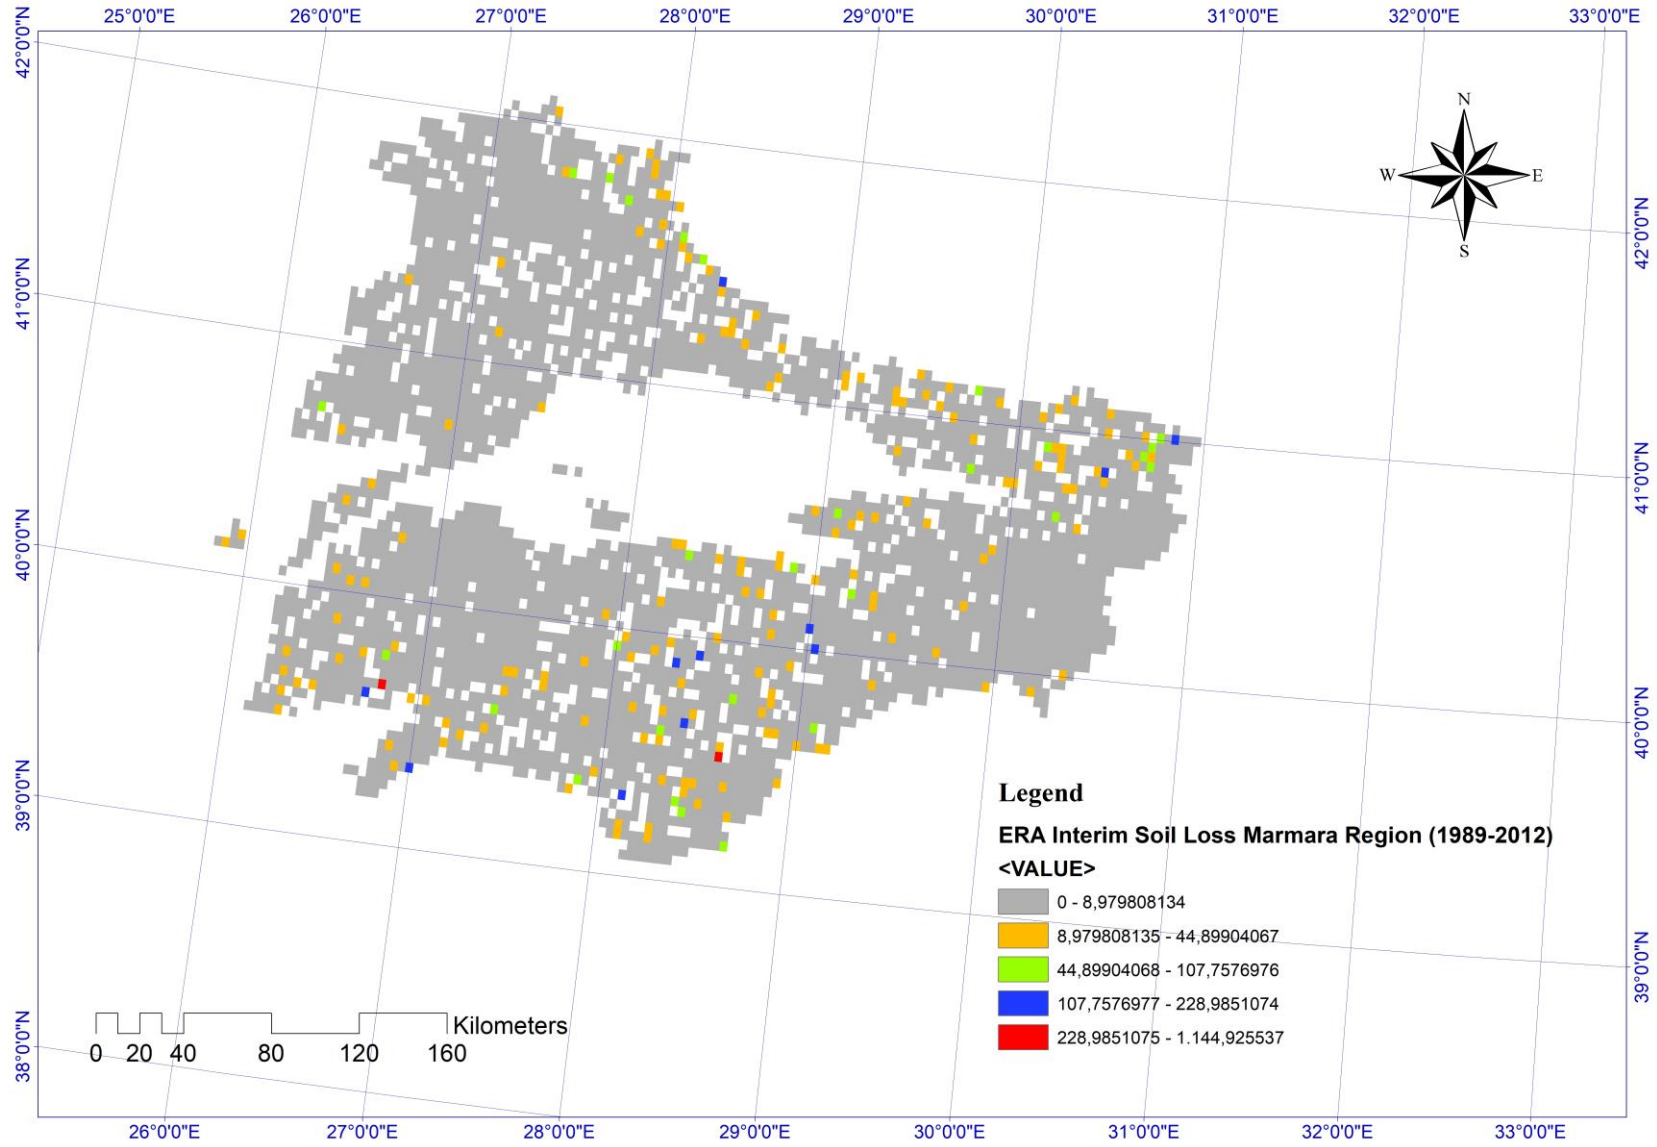 25°0'0"E 26°0'0"E 27°0'0"E 28°0'0"E 29°0'0"E 30°0'0"E 31°0'0"E 32°0'0"E 33°0'0"E
42°0'0"N
41°0'0"N
40°0'0"N
39°0'0"N
38°0'0"N
N
W E
S
42°0'0"N
41°0'0"N
40°0'0"N
39°0'0"N
Legend
ERA Interim Soil Loss Marmara Region (1989-2012)
<VALUE>
0 - 8,979808134
8,979808135 - 44,89904067
44,89904068 - 107,7576976
107,7576977 - 228,9851074
228,9851075 - 1.144,925537
Kilometers
0 20 40 80 120 160
26°0'0"E 27°0'0"E 28°0'0"E 29°0'0"E 30°0'0"E 31°0'0"E 32°0'0"E 33°0'0"E